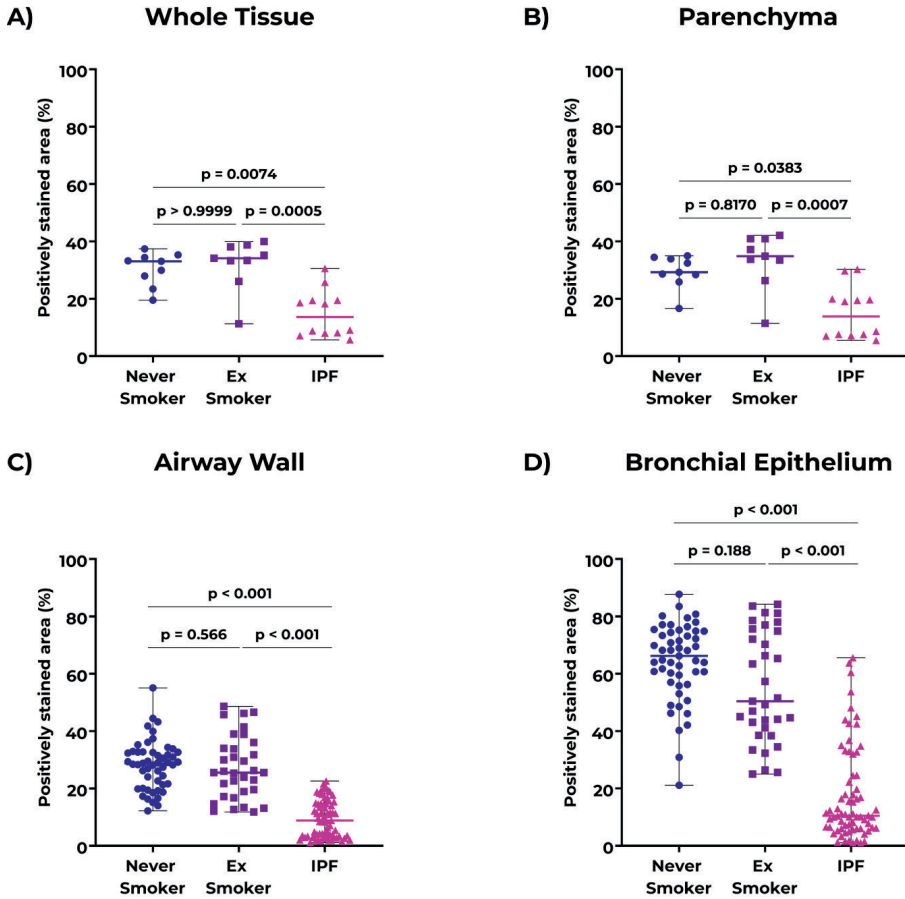 A) Whole Tissue
Positively stained area (%)
100
80
60
40
20
0
p = 0.0074
p > 0.9999 p = 0.0005
Never Smoker
Ex Smoker
IPF
B) Parenchyma
Positively stained area (%)
100
80
60
40
20
0
p = 0.0383
p = 0.8170 p = 0.0007
Never Smoker
Ex Smoker
IPF
C) Airway Wall
Positively stained area (%)
100
80
60
40
20
0
p < 0.001
p = 0.566 p < 0.001
Never Smoker
Ex Smoker
IPF
D) Bronchial Epithelium
Positively stained area (%)
100
80
60
40
20
0
p < 0.001
p = 0.188 p < 0.001
Never Smoker
Ex Smoker
IPF